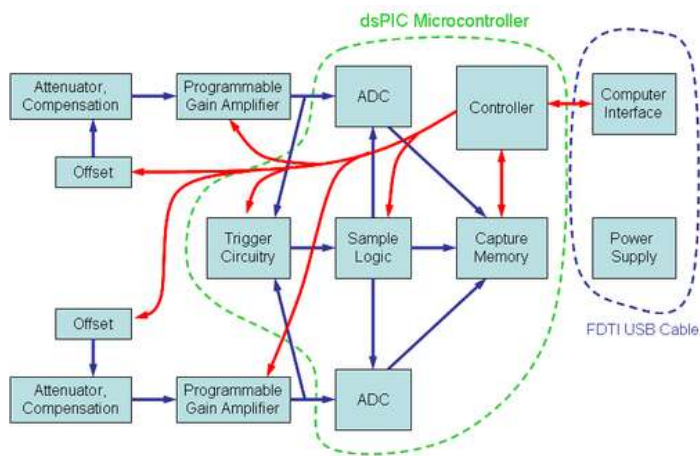 dsPIC Microcontroller
Attenuator,
Compensation
Programmable
Gain Amplifier
ADC
Controller
Computer
Interface
Offset
Trigger
Circuitry
Sample
Logic
Capture
Memory
Power
Supply
Offset
FDTI USB Cable
Attenuator,
Compensation
Programmable
Gain Amplifier
ADC